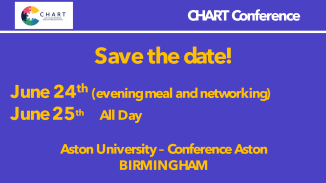 CHART
CHART Conference
Save the date!
June 24th (evening meal and networking)
June 25th All Day
Aston University – Conference Aston
BIRMINGHAM